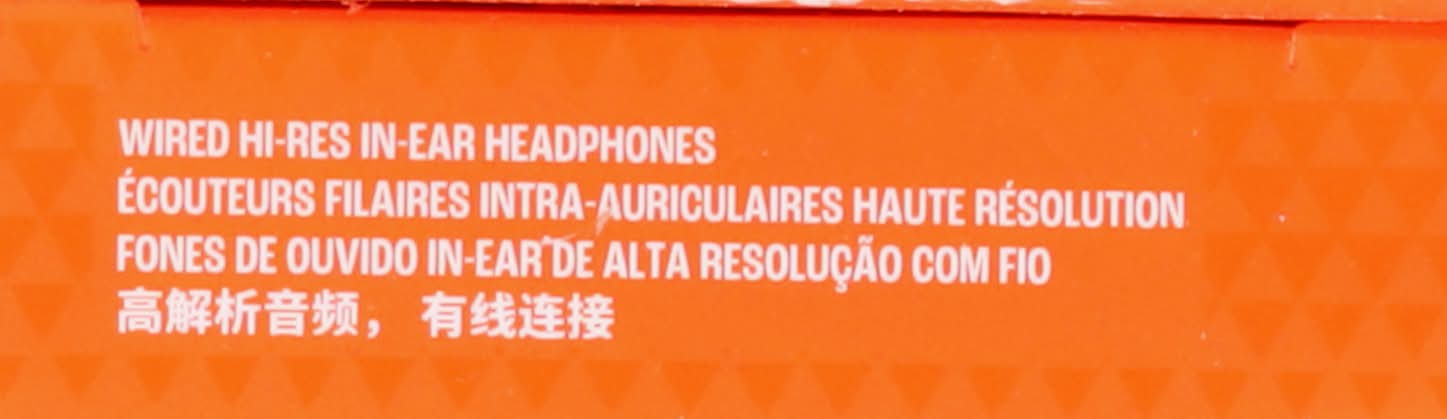 WIRED HI-RES IN-EAR HEADPHONES
ÉCOUTEURS FILAIRES INTRA-AURICULAIRES HAUTE RÉSOLUTION
FONES DE OUVIDO IN-EAR DE ALTA RESOLUÇÃO COM FIO
高解析音频， 有线连接